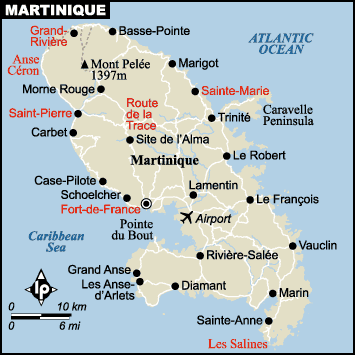 MARTINIQUE
Grand-
Rivière
Basse-Pointe
ATLANTIC
OCEAN
Anse
Céron
Mont Pelée
1397m
Marigot
Morne Rouge
Sainte-Marie
Saint-Pierre
Route
de la
Trace
Caravelle
Peninsula
Trinité
Carbet
Site de l'Alma
Martinique
Le Robert
Case-Pilote
Schoelcher
Lamentin
Le François
Fort-de-France
Airport
Pointe
du Bout
Caribbean
Sea
Vauclin
Rivière-Salée
Grand Anse
Les Anse-
d'Arlets
Diamant
Marin
lp
0 10 km
0 6 mi
Sainte-Anne
Les Salines